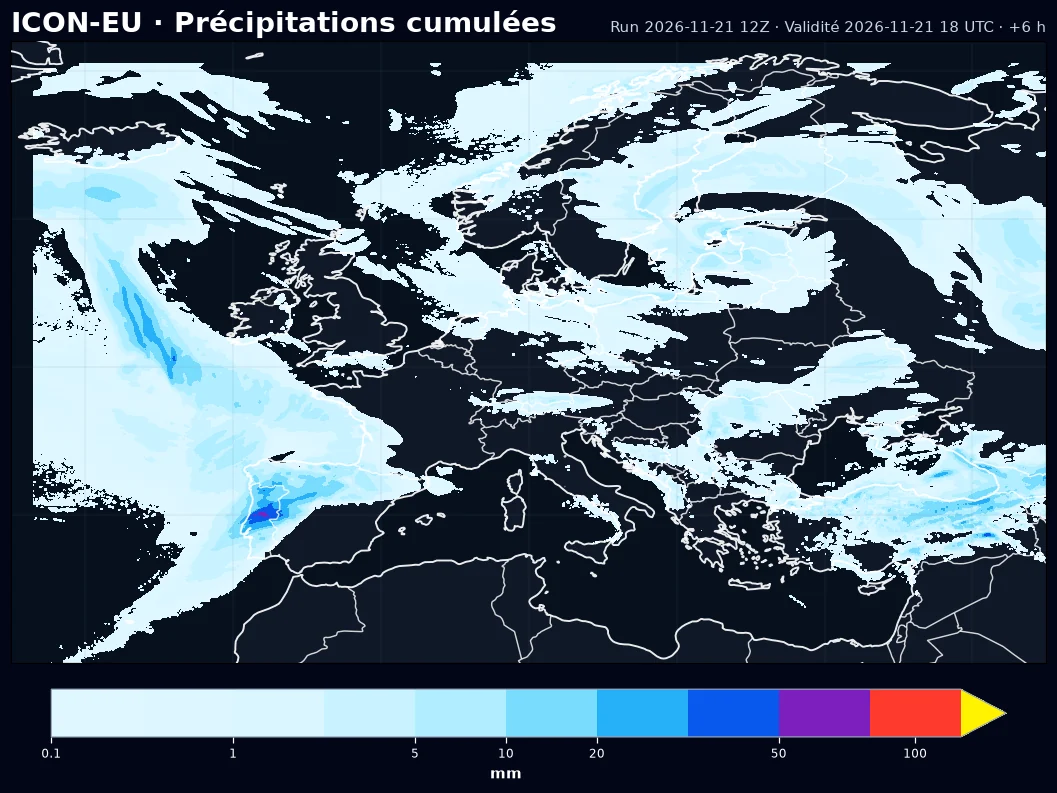 ICON-EU · Précipitations cumulées
Run 2026-11-21 12Z · Validité 2026-11-21 18 UTC · +6 h
0.1 1 5 10 20 50 100
mm